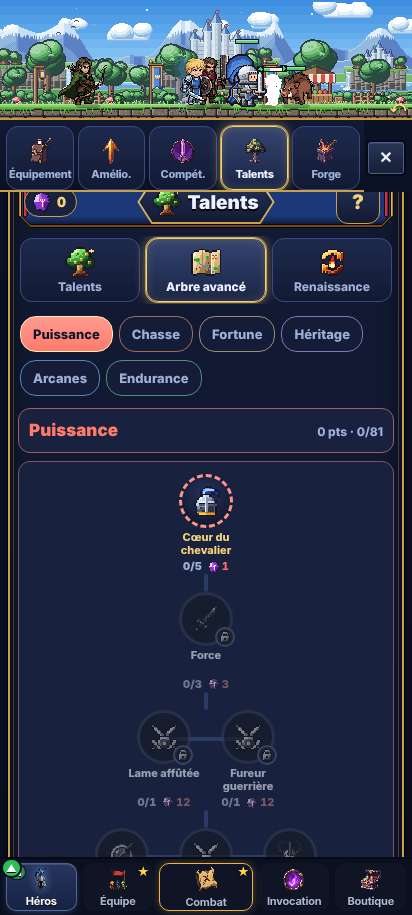 Équipement
Amélio.
Compét.
Talents
Forge
×
0
Talents
?
Talents
Arbre avancé
Renaissance
Puissance
Chasse
Fortune
Héritage
Arcanes
Endurance
Puissance
0 pts · 0/81
Cœur du
chevalier
0/5 1
Force
0/3 3
Lame affûtée
Fureur
guerrière
0/1 12
0/1 12
Héros
Équipe
Combat
Invocation
Boutique